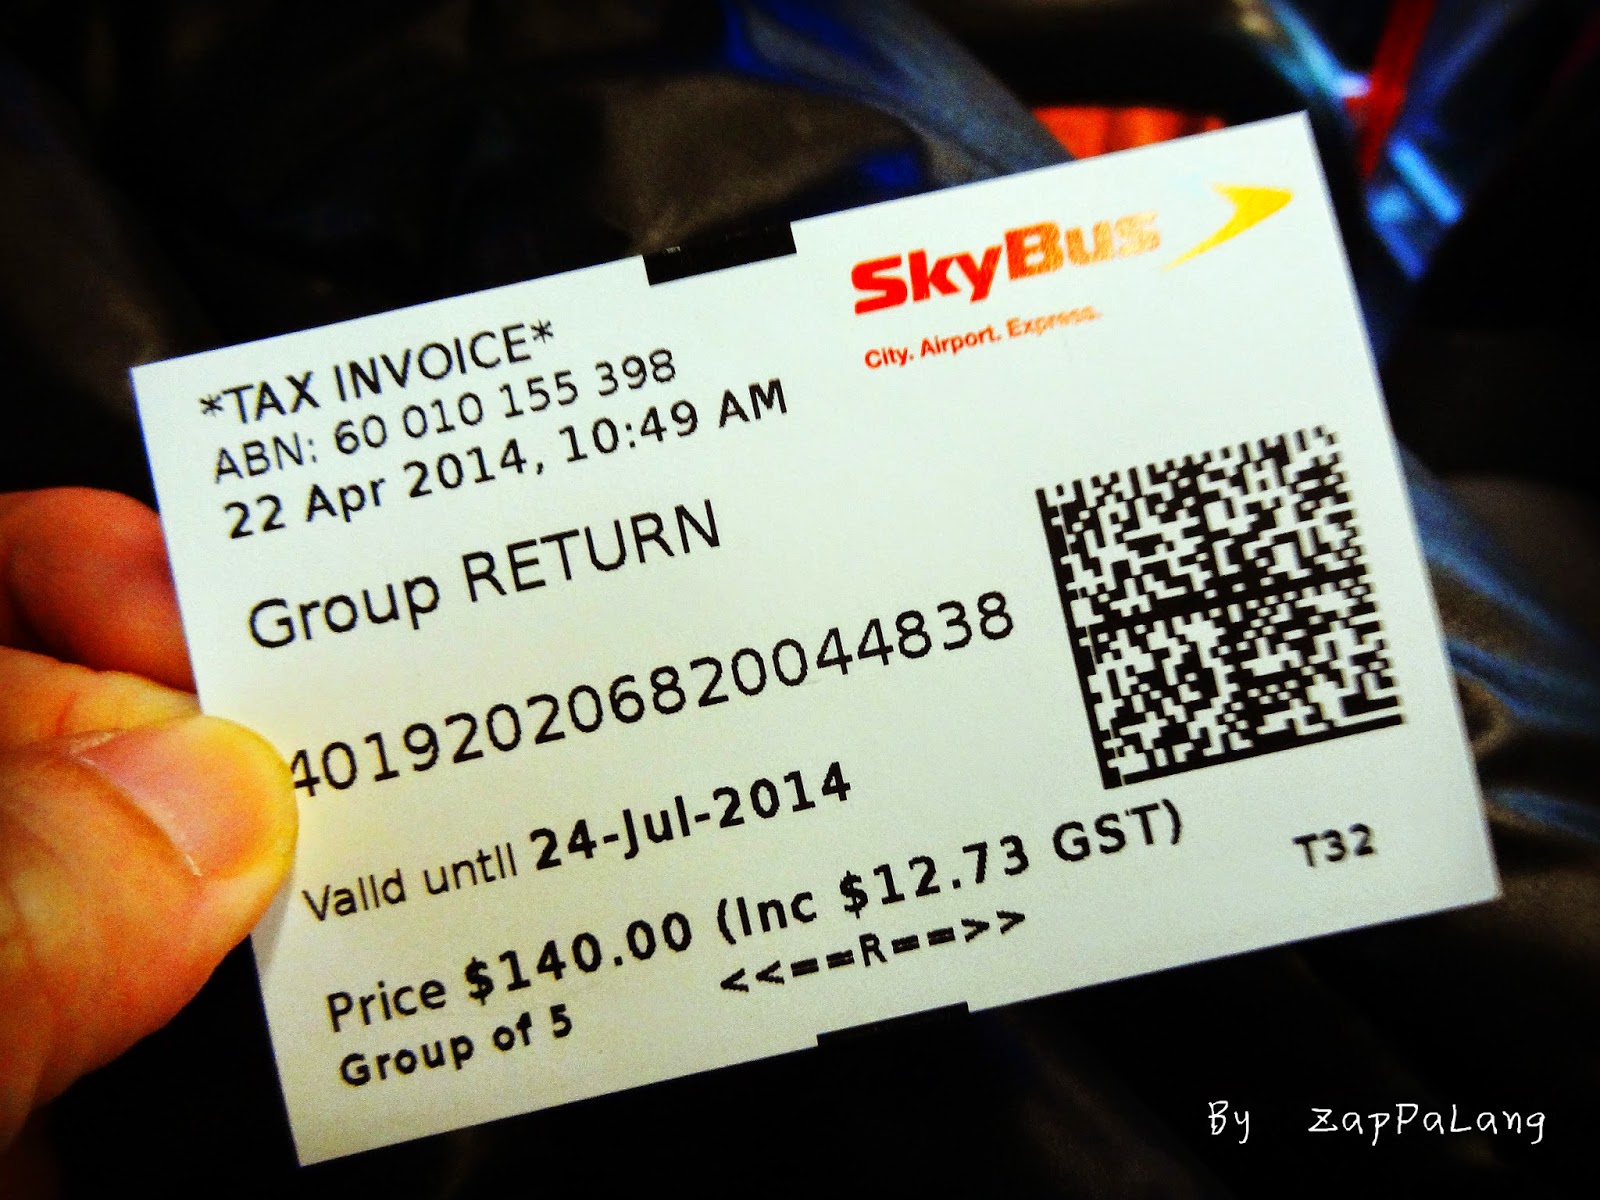 SkyBus
City. Airport. Express.
*TAX INVOICE*
ABN: 60 010 155 398
22 Apr 2014, 10:49 AM
Group RETURN
401920206820044838
Valid until 24-Jul-2014
Price $140.00 (Inc $12.73 GST)
T32
<<==R==>>
Group of 5
By ZapPaLang